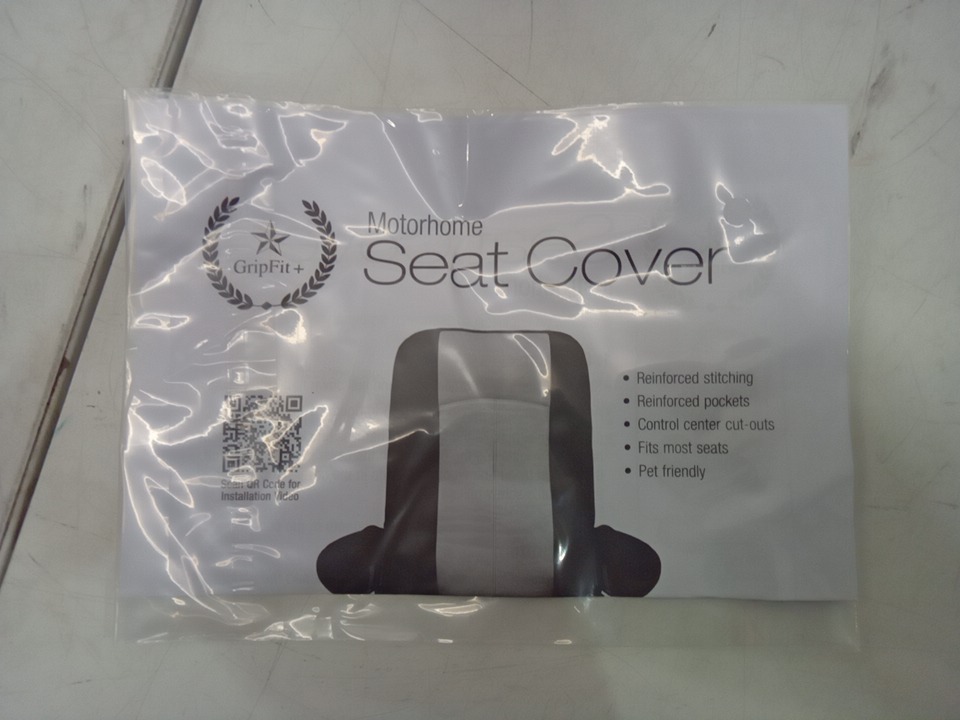 GripFit +
Motorhome
Seat Cover
Reinforced stitching
Reinforced pockets
Control center cut-outs
Fits most seats
Pet friendly
Scan QR Code for
Installation Video